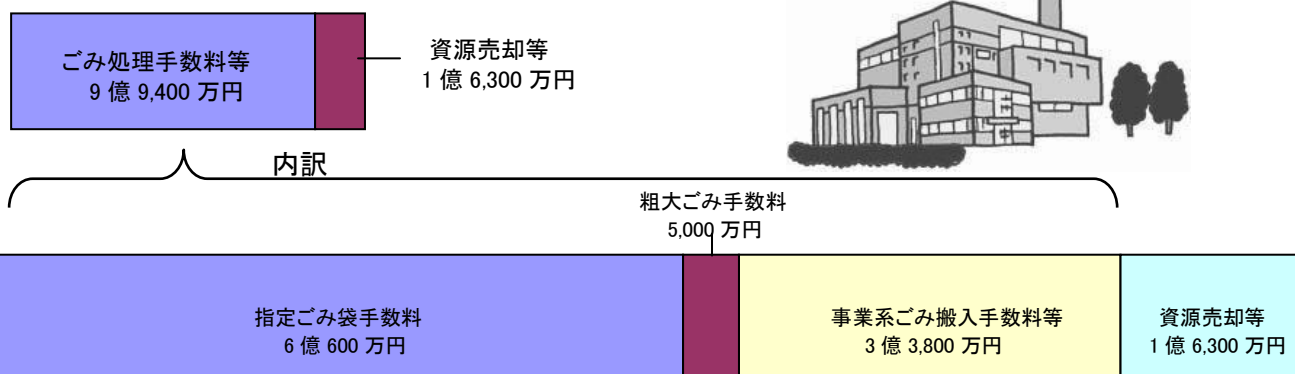 ごみ処理手数料等
9 億 9,400 万円
資源売却等
1 億 6,300 万円
内訳
粗大ごみ手数料
5,000 万円
指定ごみ袋手数料
6 億 600 万円
事業系ごみ搬入手数料等
3 億 3,800 万円
資源売却等
1 億 6,300 万円